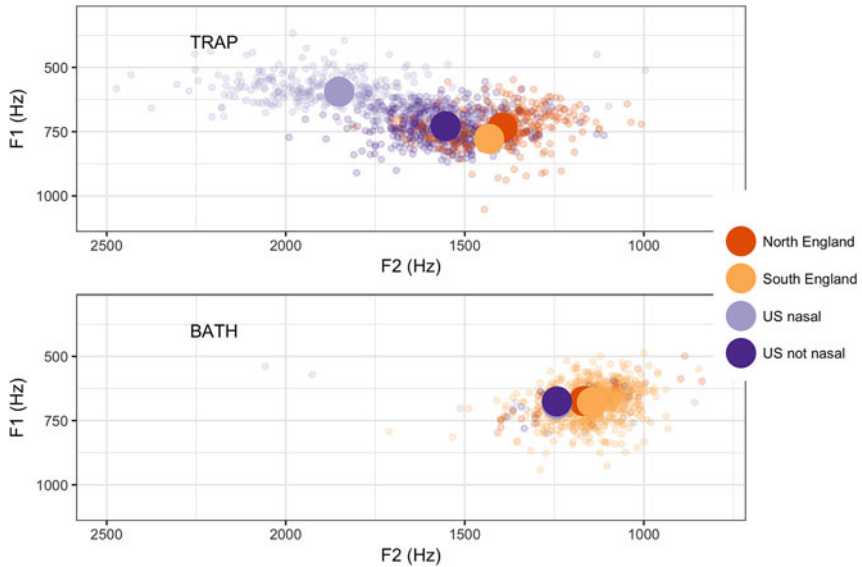 TRAP
500
750
1000
F1 (Hz)
2500
2000
1500
1000
F2 (Hz)
North England
South England
US nasal
US not nasal
BATH
500
750
1000
F1 (Hz)
2500
2000
1500
1000
F2 (Hz)